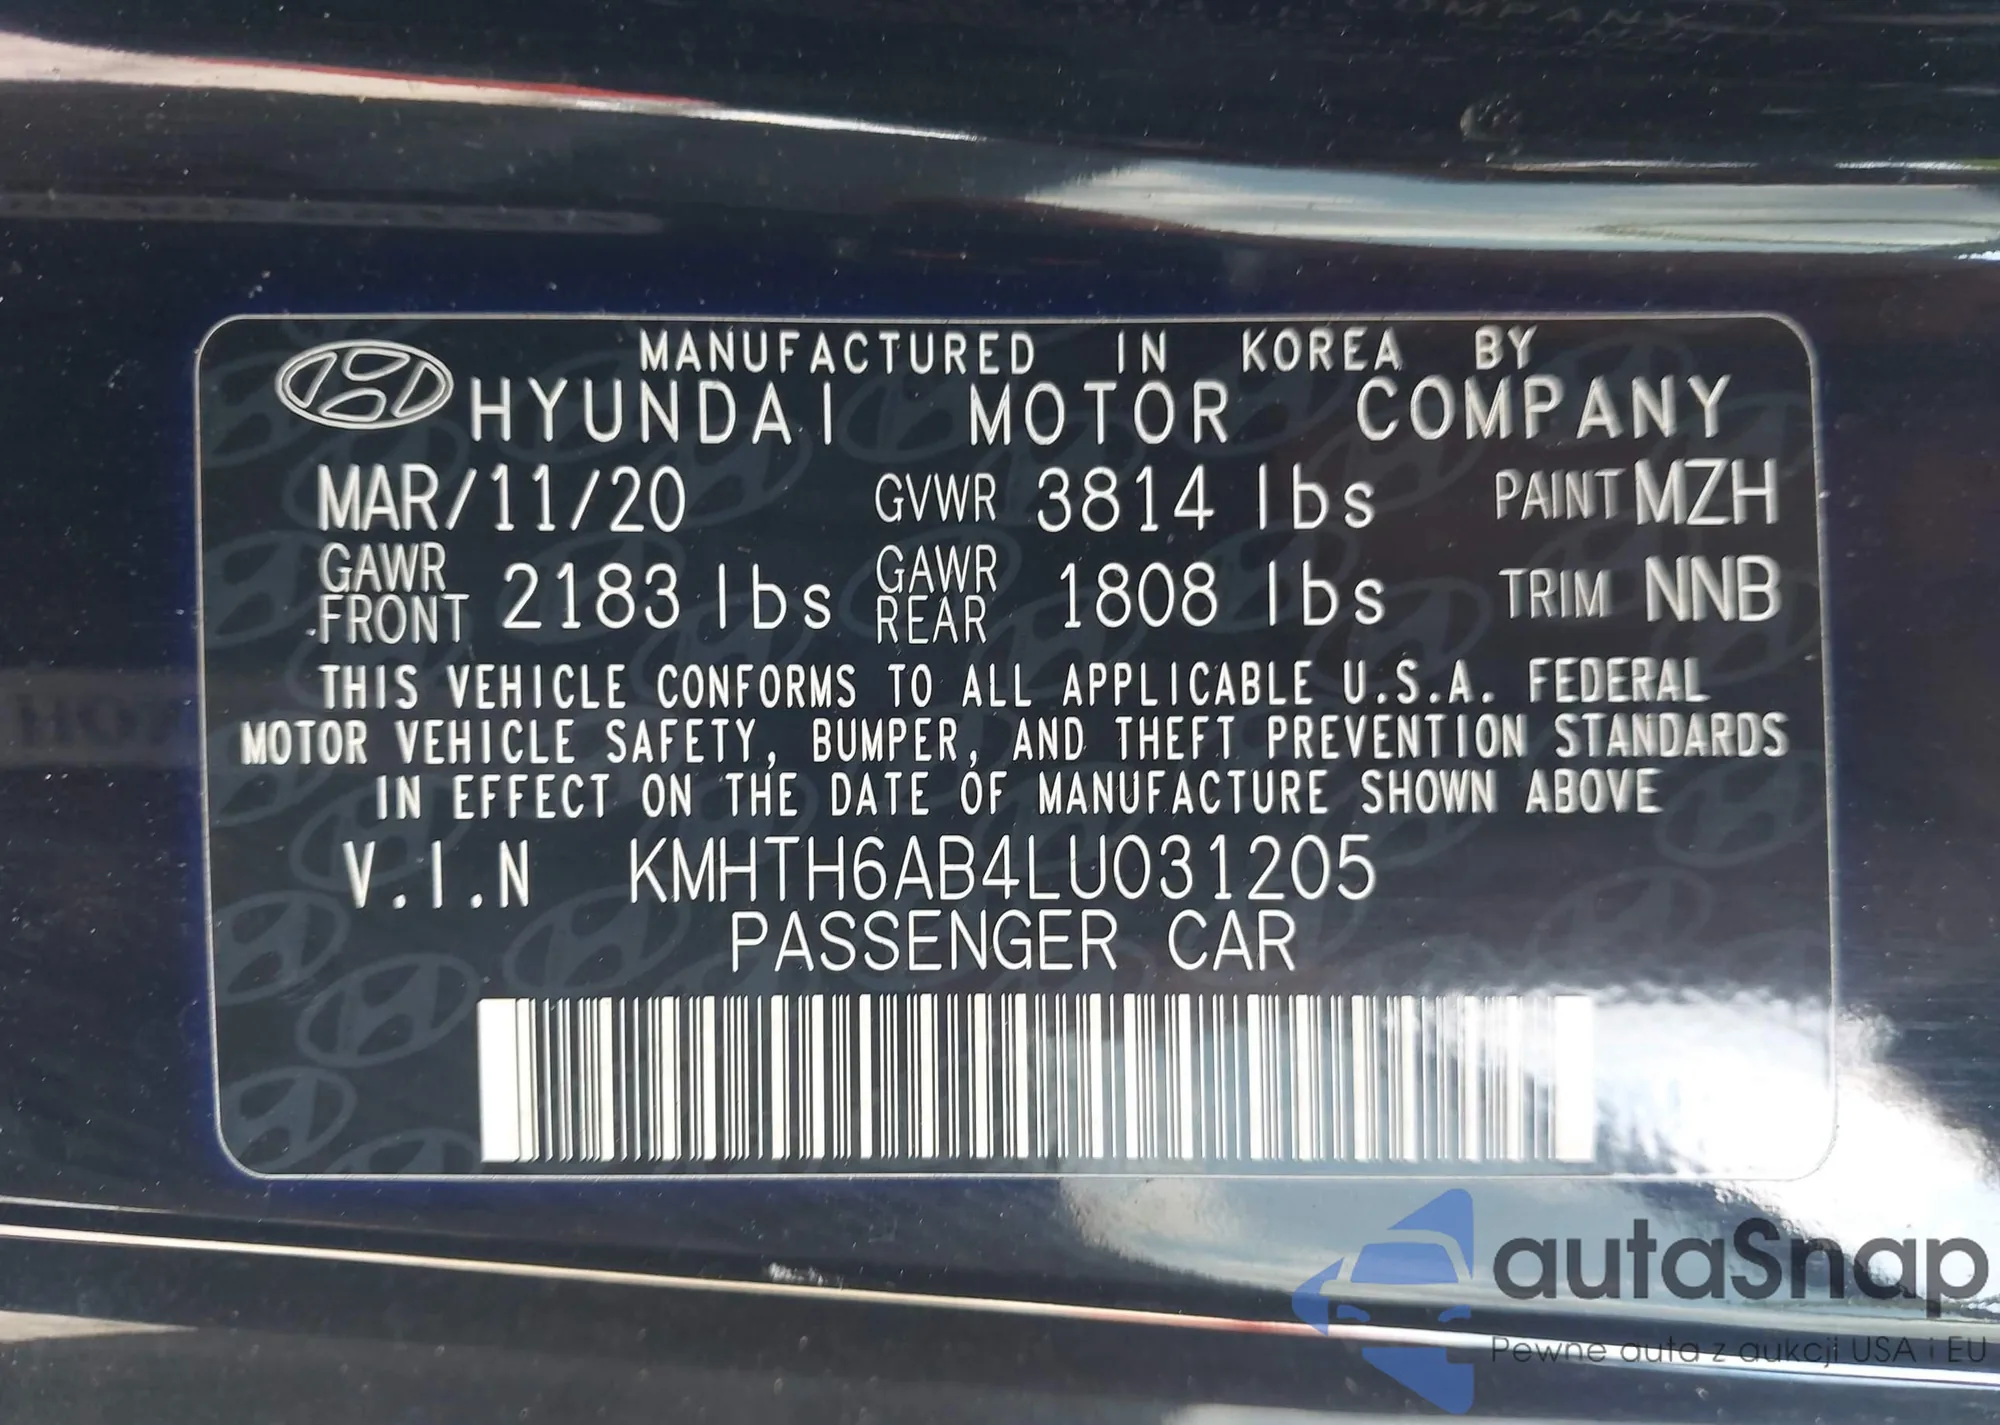 MANUFACTURED IN KOREA BY
HYUNDAI MOTOR COMPANY
MAR/11/20 GVWR 3814 lbs PAINT MZH
GAWR FRONT 2183 lbs GAWR REAR 1808 lbs TRIM NNB
THIS VEHICLE CONFORMS TO ALL APPLICABLE U.S.A. FEDERAL
MOTOR VEHICLE SAFETY, BUMPER, AND THEFT PREVENTION STANDARDS
IN EFFECT ON THE DATE OF MANUFACTURE SHOWN ABOVE
V.I.N KMHTH6AB4LU031205
PASSENGER CAR
autaSnap
Pewne auta z aukcji USA i EU